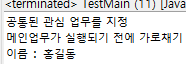 <terminated> TestMain (11) [Java
공통된 관심 업무를 지정
메인업무가 실행되기 전에 가로채기
이름 : 홍길동